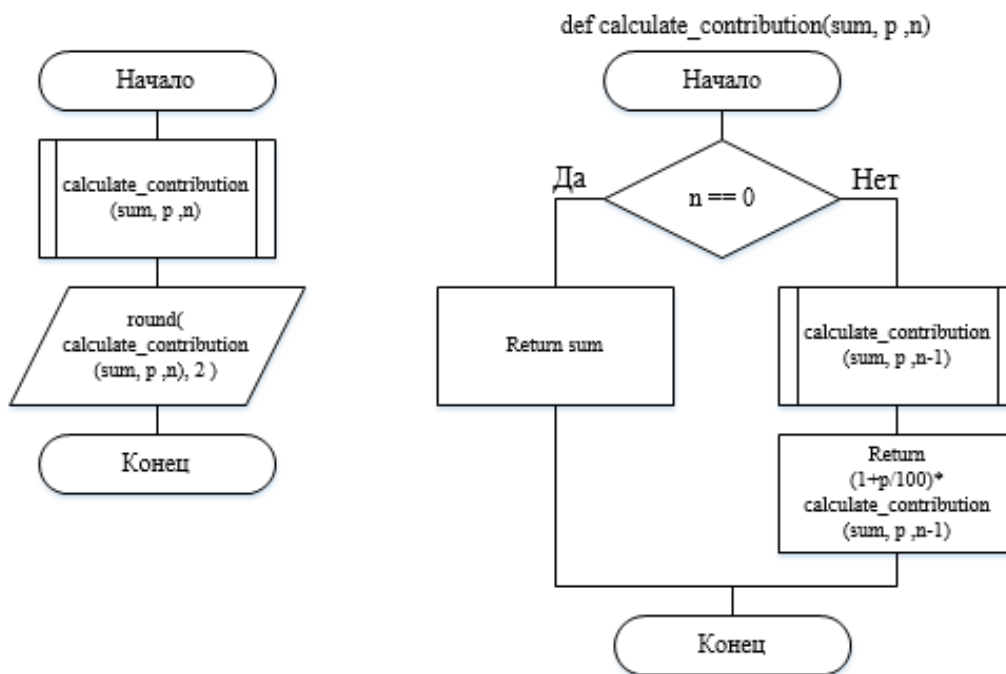 Начало
calculate_contribution
(sum, p ,n)
round(
calculate_contribution
(sum, p ,n), 2 )
Конец
def calculate_contribution(sum, p ,n)
Начало
n == 0
Да
Нет
Return sum
calculate_contribution
(sum, p ,n-1)
Return
(1+p/100)*
calculate_contribution
(sum, p ,n-1)
Конец